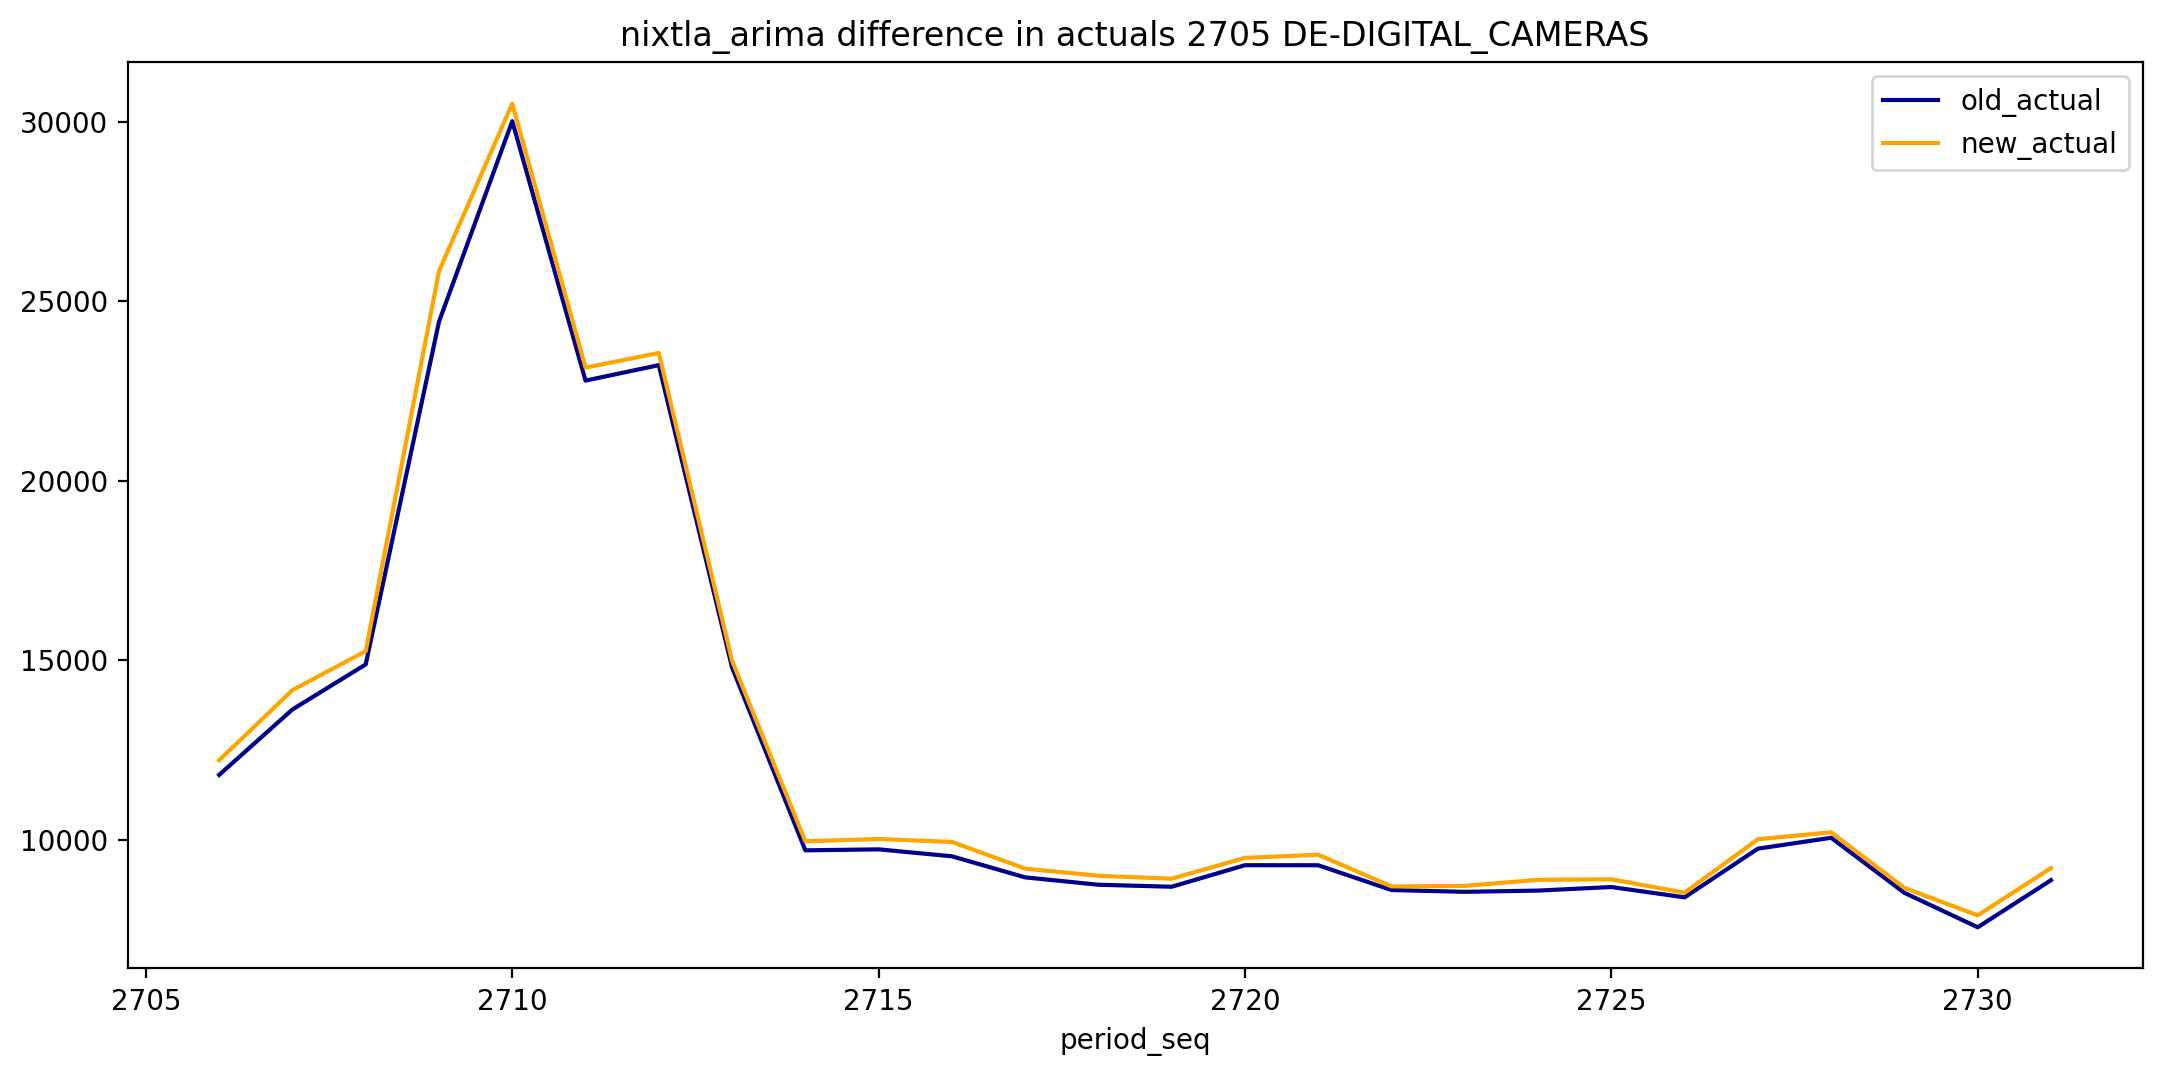 nixtla_arima difference in actuals 2705 DE-DIGITAL_CAMERAS
old_actual
new_actual
30000
25000
20000
15000
10000
2705 2710 2715 2720 2725 2730
period_seq